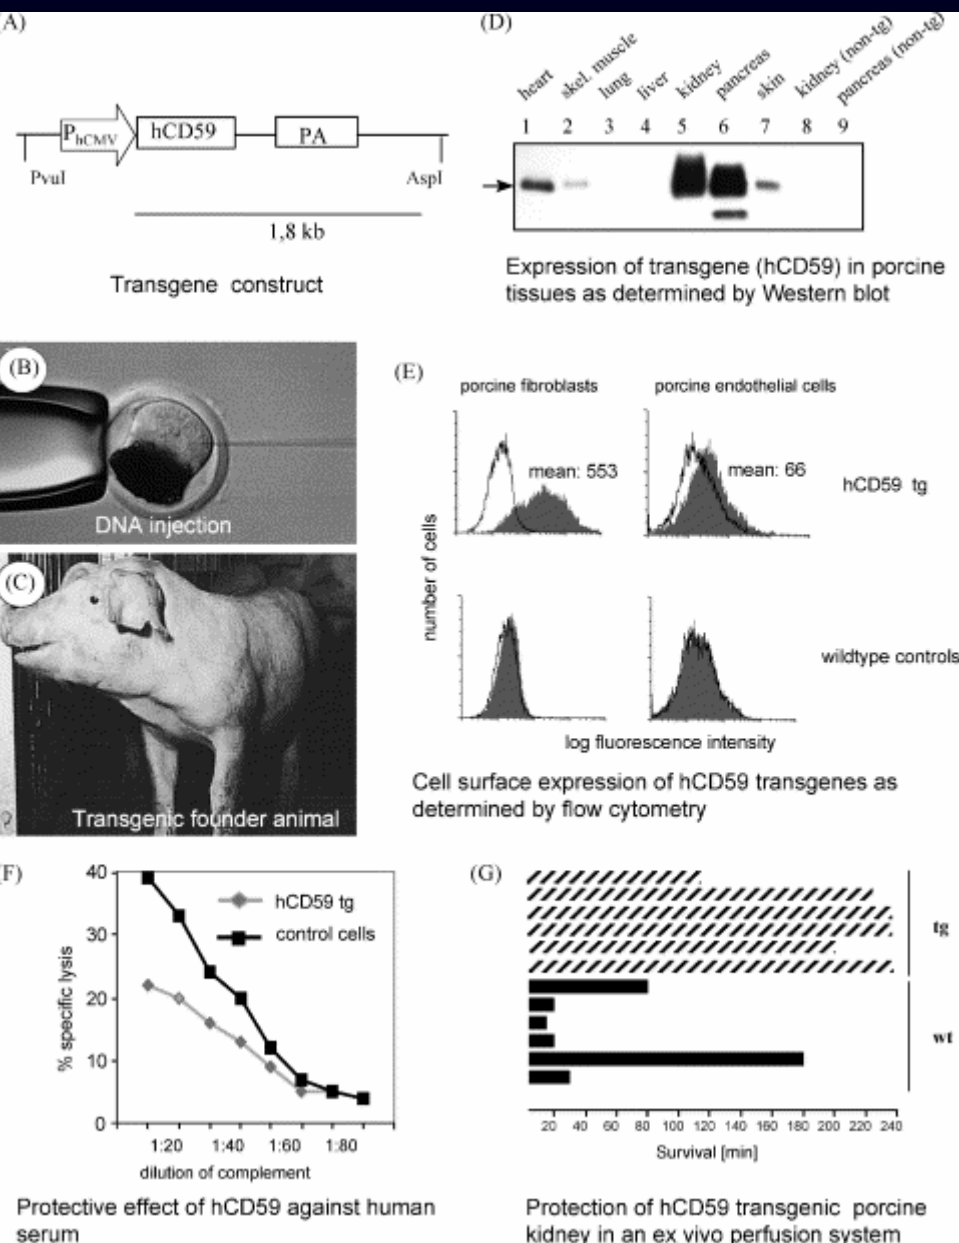 (A)
P hCMV
hCD59
PA
PvuI
AspI
1,8 kb
Transgene construct
(B)
DNA injection
(C)
Transgenic founder animal
(D)
heart
skel. muscle
lung
liver
kidney
pancreas
skin
kidney (non-tg)
pancreas (non-tg)
1 2 3 4 5 6 7 8 9
Expression of transgene (hCD59) in porcine
tissues as determined by Western blot
(E)
porcine fibroblasts
porcine endothelial cells
mean: 553
mean: 66
hCD59 tg
number of cells
wildtype controls
log fluorescence intensity
Cell surface expression of hCD59 transgenes as
determined by flow cytometry
(F)
40
30
20
10
0
% specific lysis
hCD59 tg
control cells
1:20 1:40 1:60 1:80
dilution of complement
Protective effect of hCD59 against human
serum
(G)
tg
wt
20 40 60 80 100 120 140 160 180 200 220 240
Survival [min]
Protection of hCD59 transgenic porcine
kidney in an ex vivo perfusion system